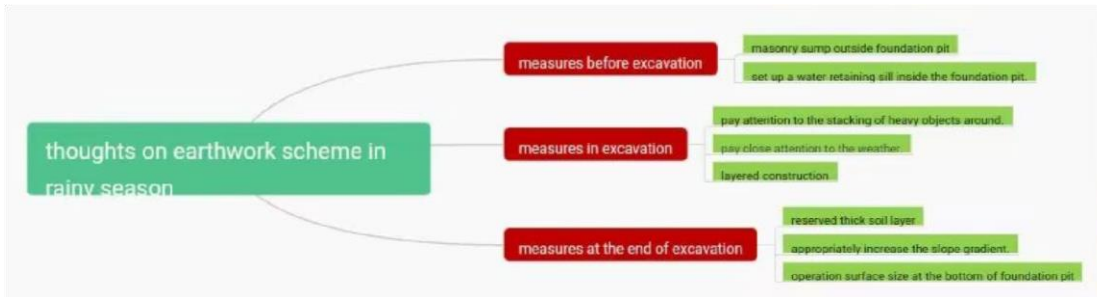 thoughts on earthwork scheme in
rainy season
measures before excavation
masonry sump outside foundation pit
set up a water retaining sill inside the foundation pit.
measures in excavation
pay attention to the stacking of heavy objects around.
pay close attention to the weather
layered construction
measures at the end of excavation
reserved thick soil layer
appropriately increase the slope gradient.
operation surface size at the bottom of foundation pit